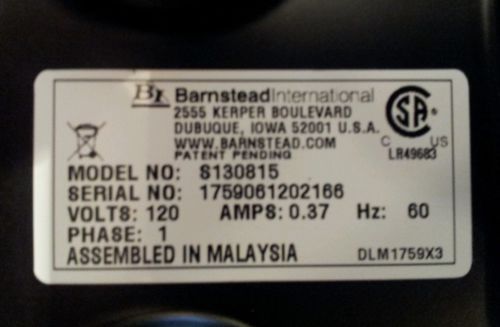 BI BarnsteadInternational
2555 KERPER BOULEVARD
DUBUQUE, IOWA 52001 U.S.A.
WWW.BARNSTEAD.COM
PATENT PENDING
CSA
C US
LR49683
MODEL NO: S130815
SERIAL NO: 1759061202166
VOLTS: 120 AMPS: 0.37 Hz: 60
PHASE: 1
ASSEMBLED IN MALAYSIA
DLM1759X3